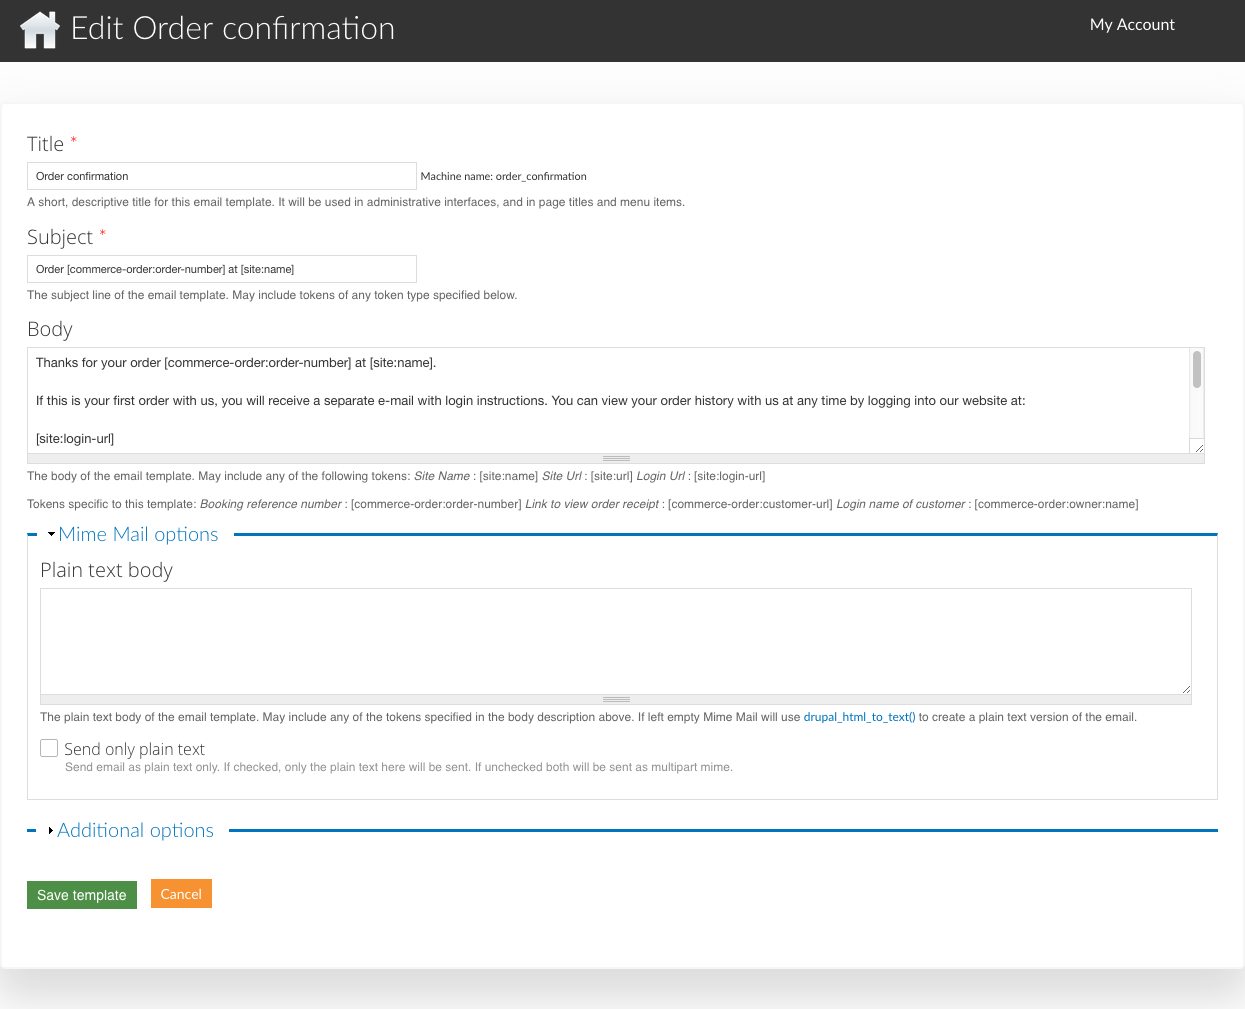 Edit Order confirmation
My Account
Title *
Order confirmation
Machine name: order_confirmation
A short, descriptive title for this email template. It will be used in administrative interfaces, and in page titles and menu items.
Subject *
Order [commerce-order:order-number] at [site:name]
The subject line of the email template. May include tokens of any token type specified below.
Body
Thanks for your order [commerce-order:order-number] at [site:name].
If this is your first order with us, you will receive a separate e-mail with login instructions. You can view your order history with us at any time by logging into our website at:
[site:login-url]
The body of the email template. May include any of the following tokens: Site Name : [site:name] Site Url : [site:url] Login Url : [site:login-url]
Tokens specific to this template: Booking reference number : [commerce-order:order-number] Link to view order receipt : [commerce-order:customer-url] Login name of customer : [commerce-order:owner:name]
Mime Mail options
Plain text body
The plain text body of the email template. May include any of the tokens specified in the body description above. If left empty Mime Mail will use drupal_html_to_text() to create a plain text version of the email.
Send only plain text
Send email as plain text only. If checked, only the plain text here will be sent. If unchecked both will be sent as multipart mime.
Additional options
Save template
Cancel